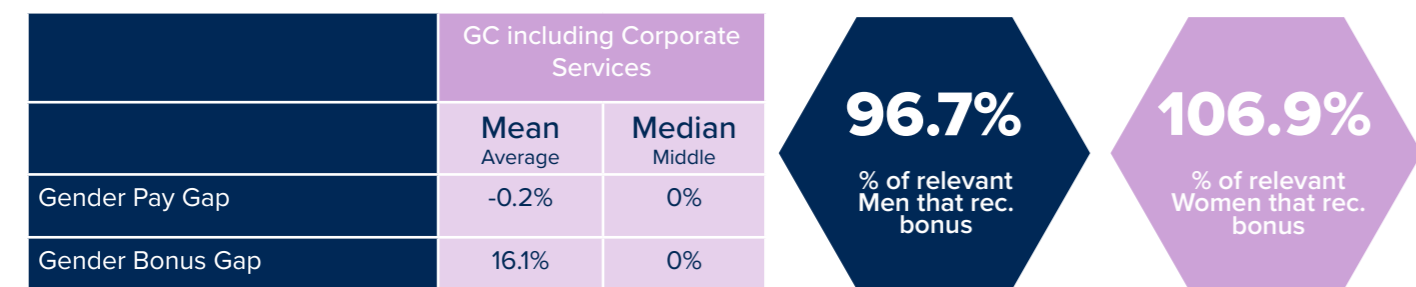 GC including Corporate
Services
Mean
Average
Median
Middle
Gender Pay Gap
-0.2%
0%
Gender Bonus Gap
16.1%
0%
96.7%
% of relevant
Men that rec.
bonus
106.9%
% of relevant
Women that rec.
bonus